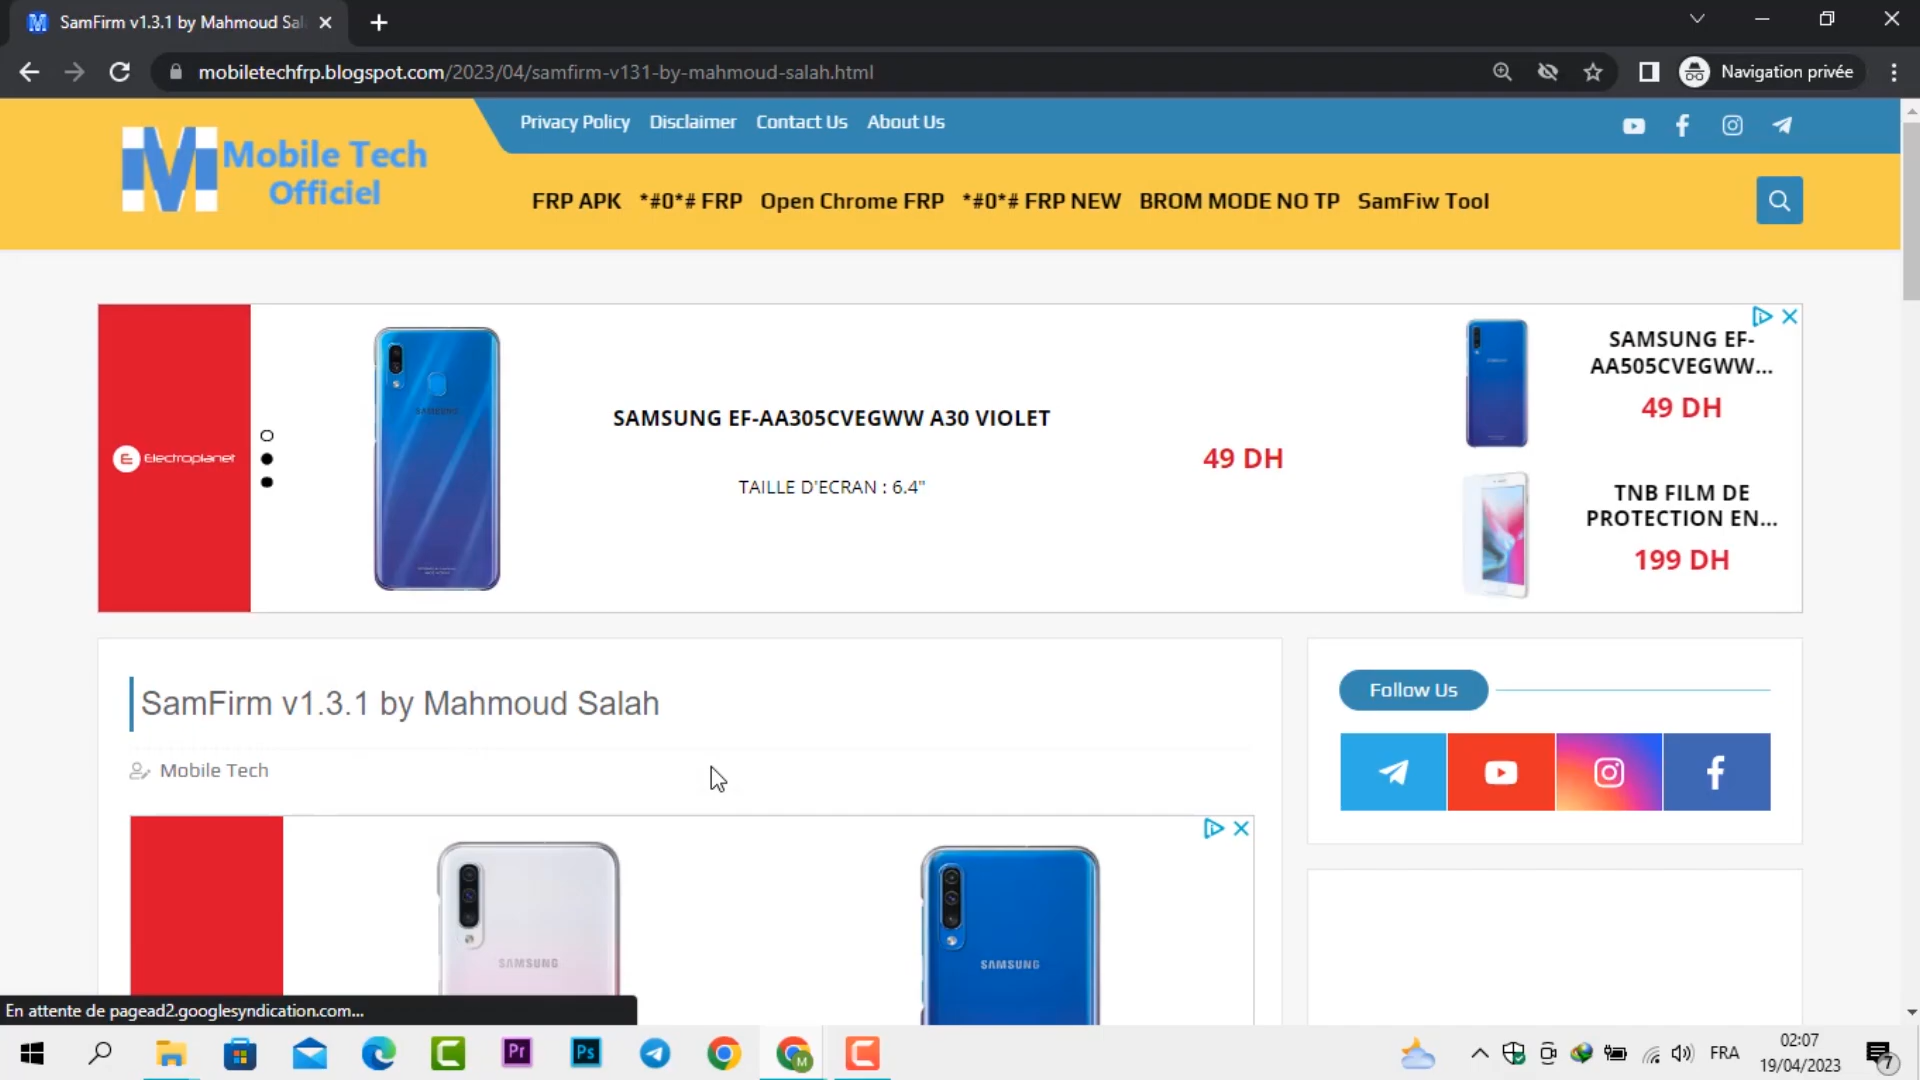 SamFirm v1.3.1 by Mahmoud Sal
mobiletechfrp.blogspot.com/2023/04/samfirm-v131-by-mahmoud-salah.html
Navigation privée
Privacy Policy Disclaimer Contact Us About Us
Mobile Tech
Officiel
FRP APK *#0*# FRP Open Chrome FRP *#0*# FRP NEW BROM MODE NO TP SamFiw Tool
Electroplanet
SAMSUNG
SAMSUNG EF-AA305CVEGWW A30 VIOLET
TAILLE D'ECRAN : 6.4"
49 DH
SAMSUNG EF-
AA505CVEGWW...
49 DH
TNB FILM DE
PROTECTION EN...
199 DH
SamFirm v1.3.1 by Mahmoud Salah
Mobile Tech
Follow Us
SAMSUNG
SAMSUNG
En attente de pagead2.googlesyndication.com...
Pr
Ps
M
FRA
02:07
19/04/2023
7